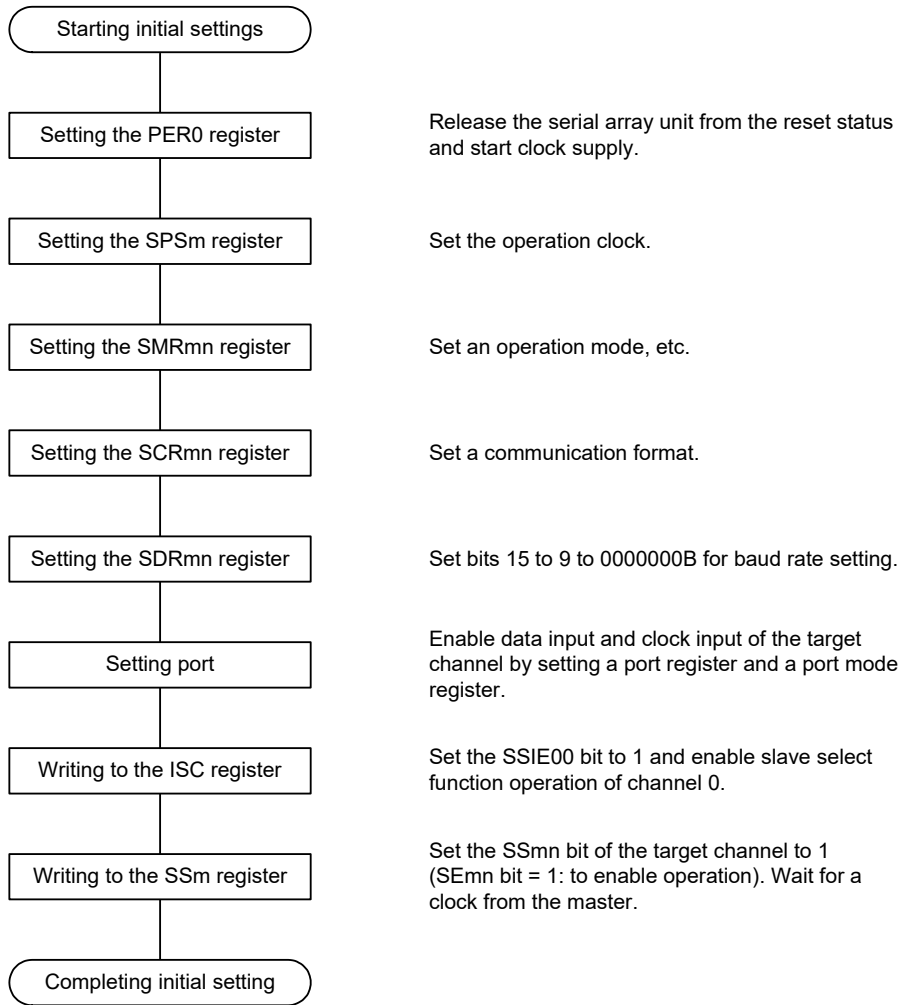 Starting initial settings
Setting the PER0 register
Release the serial array unit from the reset status
and start clock supply.
Setting the SPSm register
Set the operation clock.
Setting the SMRmn register
Set an operation mode, etc.
Setting the SCRmn register
Set a communication format.
Setting the SDRmn register
Set bits 15 to 9 to 0000000B for baud rate setting.
Setting port
Enable data input and clock input of the target
channel by setting a port register and a port mode
register.
Writing to the ISC register
Set the SSIE00 bit to 1 and enable slave select
function operation of channel 0.
Writing to the SSm register
Set the SSmn bit of the target channel to 1
(SEmn bit = 1: to enable operation). Wait for a
clock from the master.
Completing initial setting